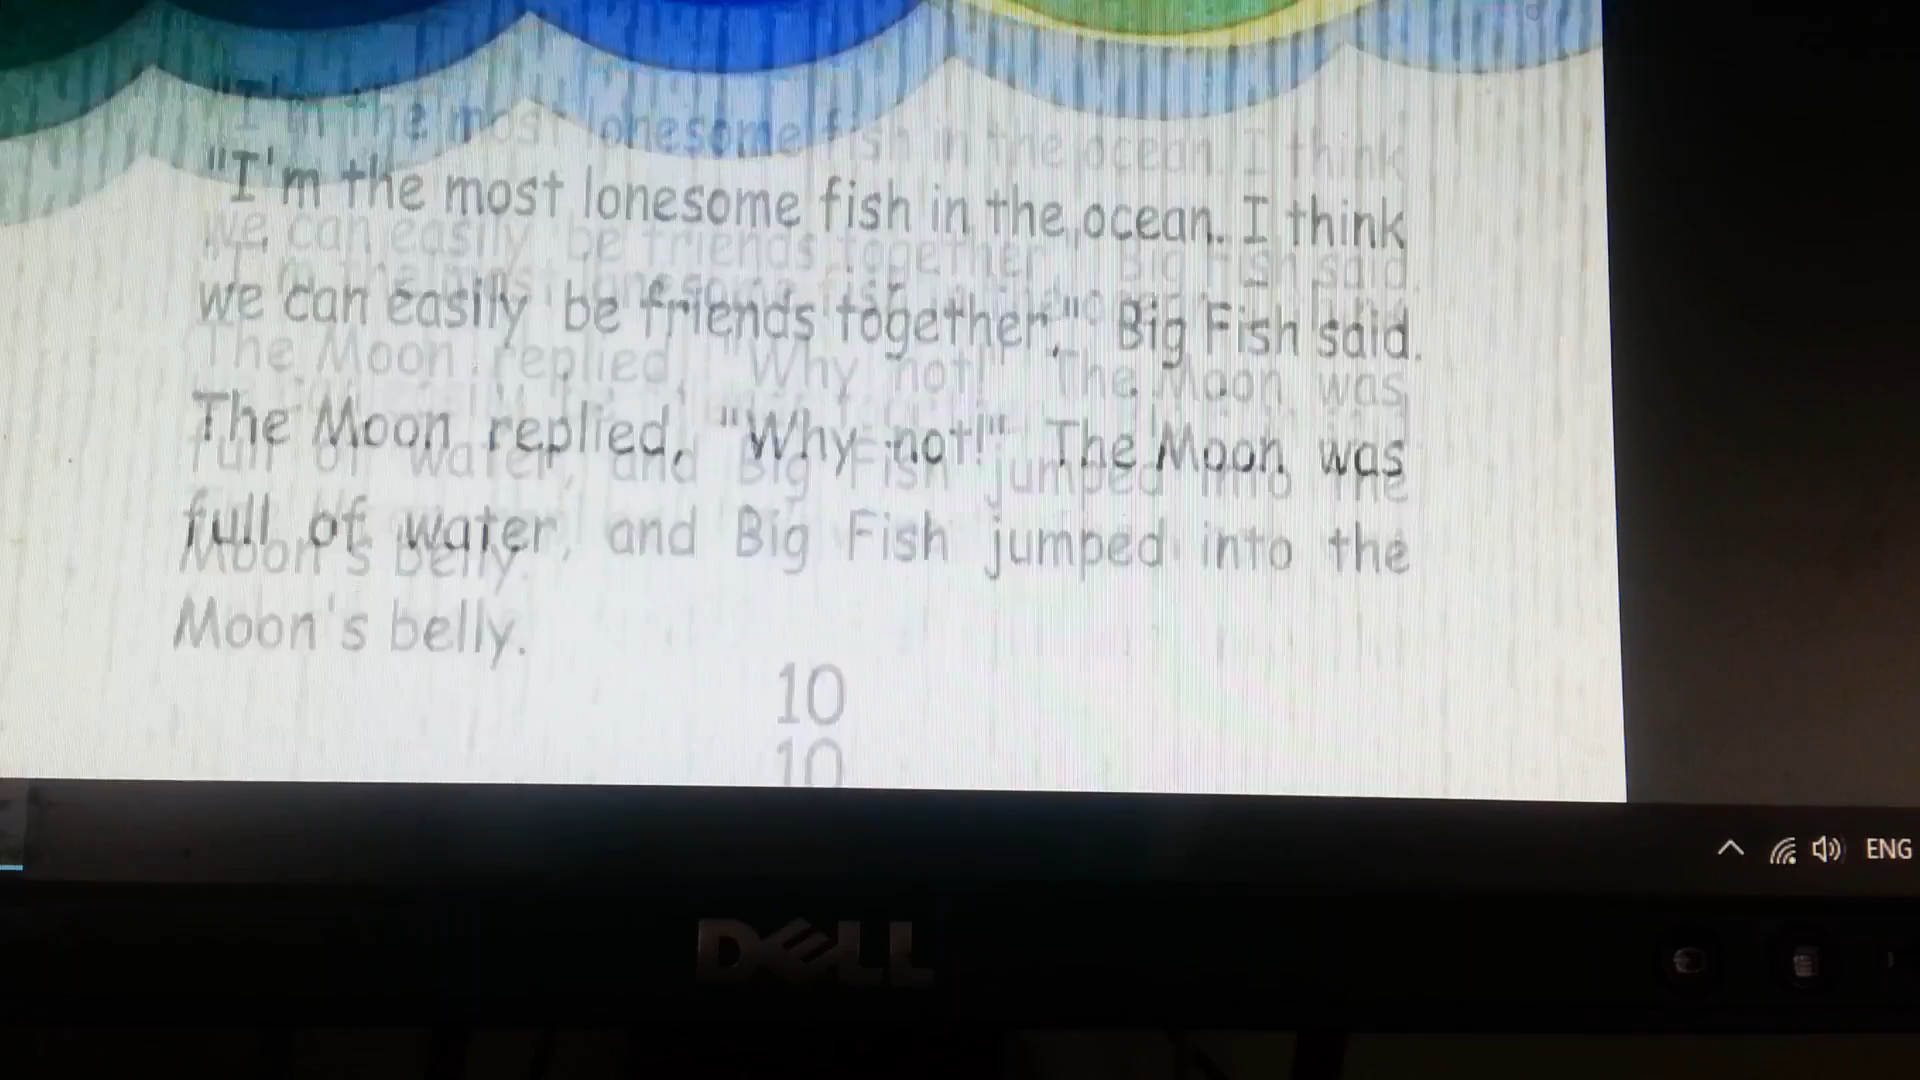 "I'm the most lonesome fish in the ocean. I think
we can easily be friends together," Big Fish said.
The Moon replied, "Why not!" The Moon was
full of water, and Big Fish jumped into the
Moon's belly.
10
ENG
DELL